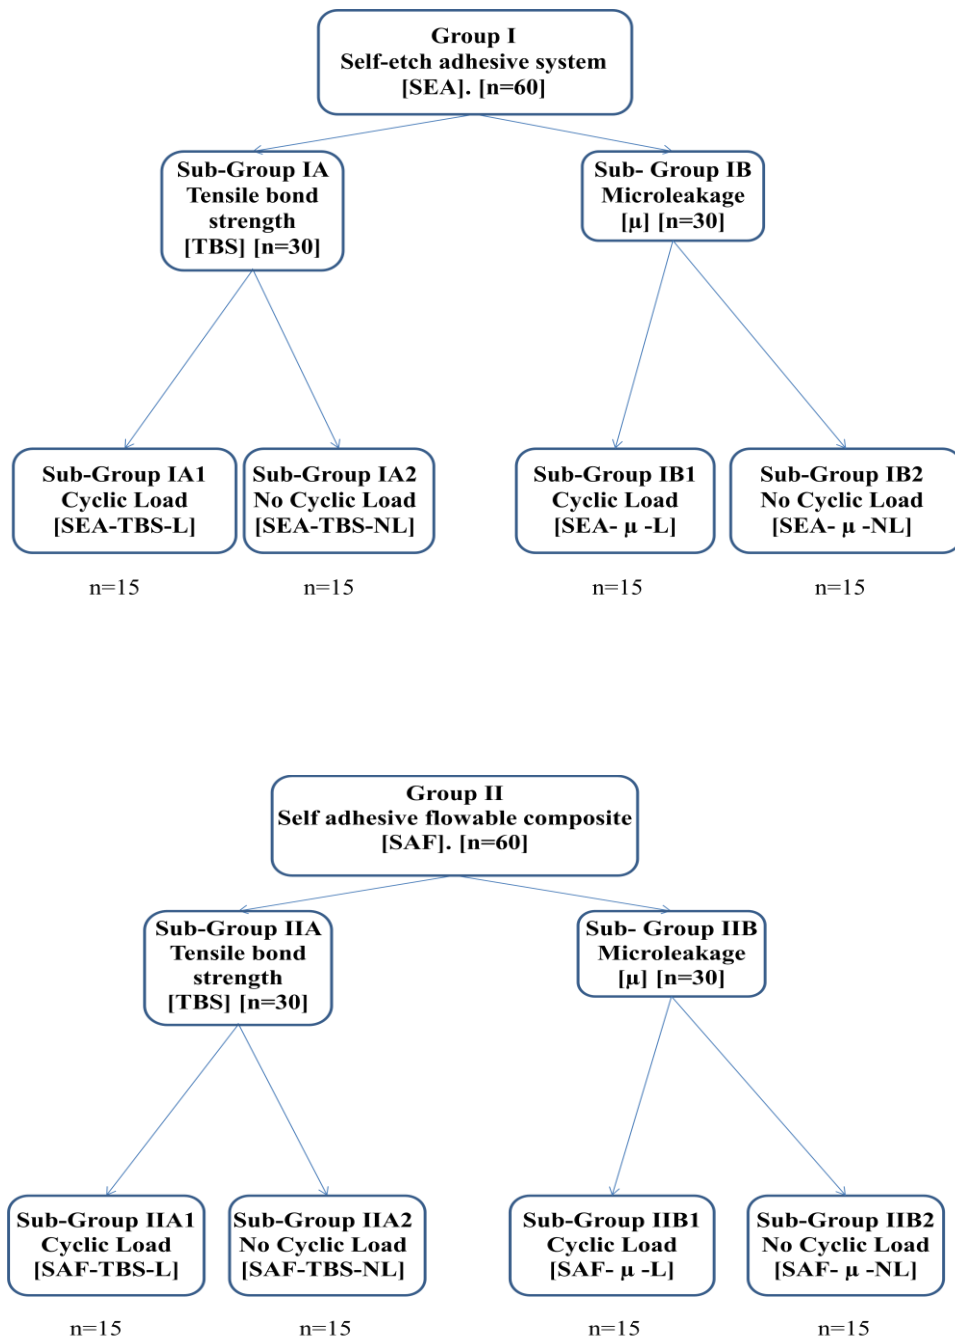 Group I
Self-etch adhesive system
[SEA]. [n=60]
Sub-Group IA
Tensile bond
strength
[TBS] [n=30]
Sub- Group IB
Microleakage
[µ] [n=30]
Sub-Group IA1
Cyclic Load
[SEA-TBS-L]
Sub-Group IA2
No Cyclic Load
[SEA-TBS-NL]
Sub-Group IB1
Cyclic Load
[SEA- µ -L]
Sub-Group IB2
No Cyclic Load
[SEA- µ -NL]
n=15
n=15
n=15
n=15
Group II
Self adhesive flowable composite
[SAF]. [n=60]
Sub-Group IIA
Tensile bond
strength
[TBS] [n=30]
Sub- Group IIB
Microleakage
[µ] [n=30]
Sub-Group IIA1
Cyclic Load
[SAF-TBS-L]
Sub-Group IIA2
No Cyclic Load
[SAF-TBS-NL]
Sub-Group IIB1
Cyclic Load
[SAF- µ -L]
Sub-Group IIB2
No Cyclic Load
[SAF- µ -NL]
n=15
n=15
n=15
n=15